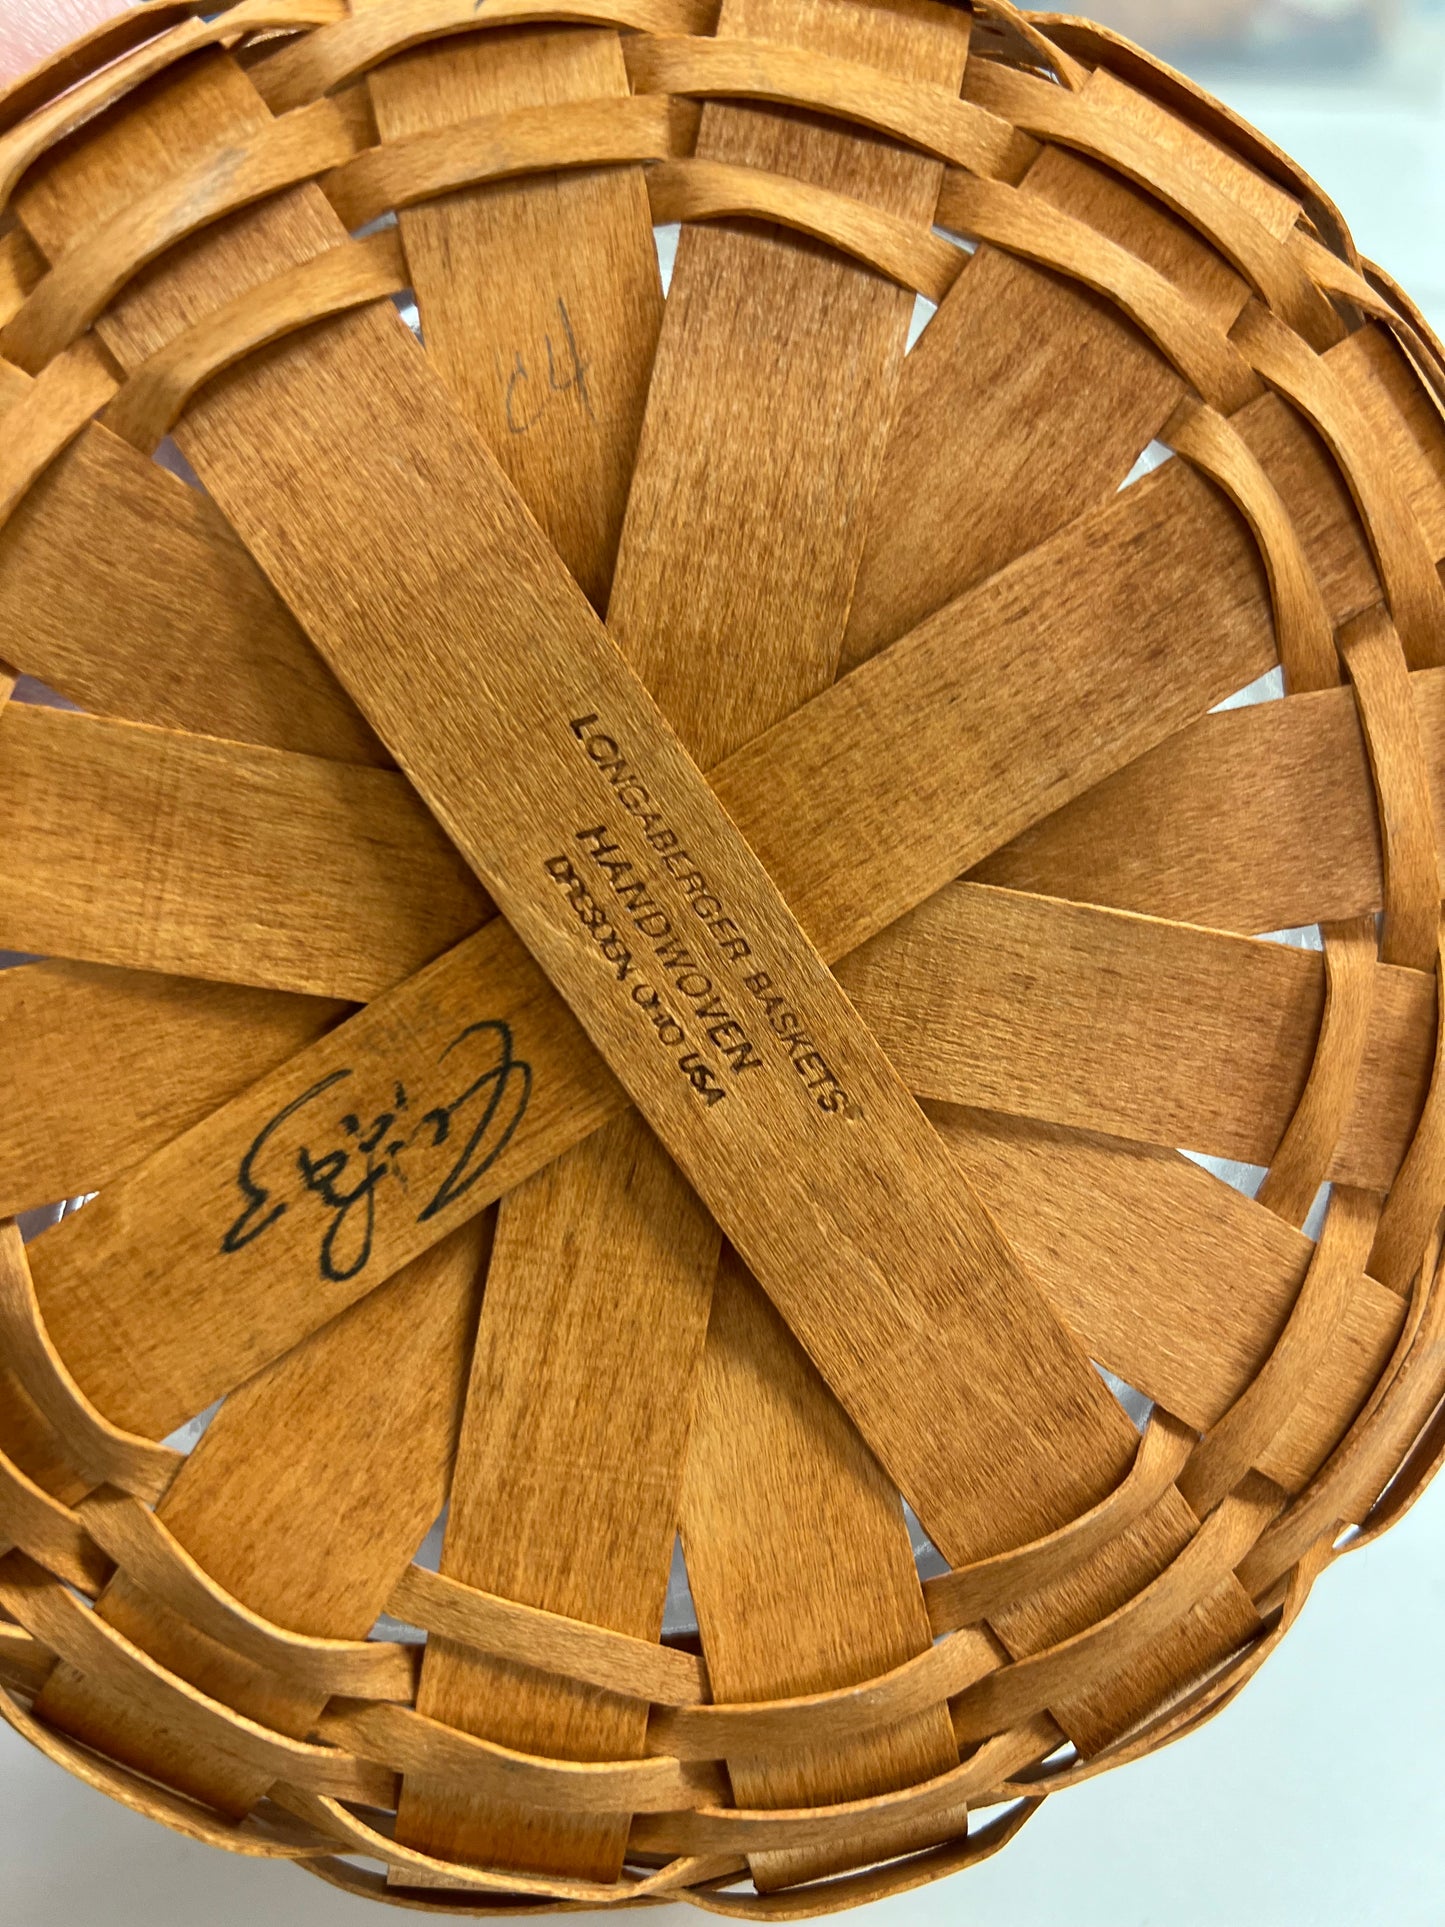 'C4
LONGABERGER BASKETS®
HANDWOVEN
DRESDEN, OHIO USA